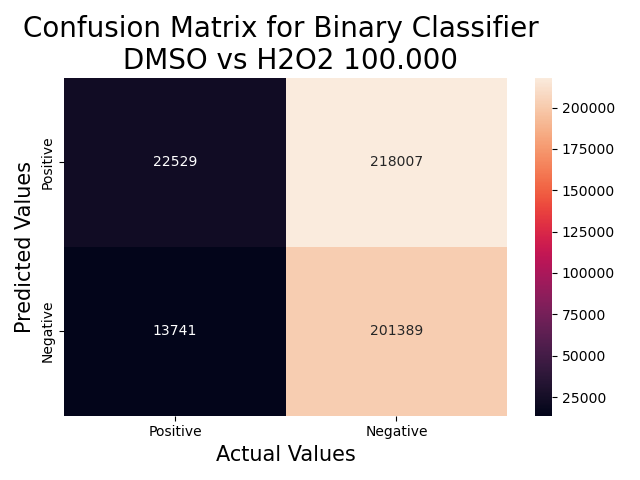 Confusion Matrix for Binary Classifier
DMSO vs H2O2 100.000
Predicted Values
Positive
Negative
22529
218007
13741
201389
Positive
Negative
Actual Values
200000
175000
150000
125000
100000
75000
50000
25000